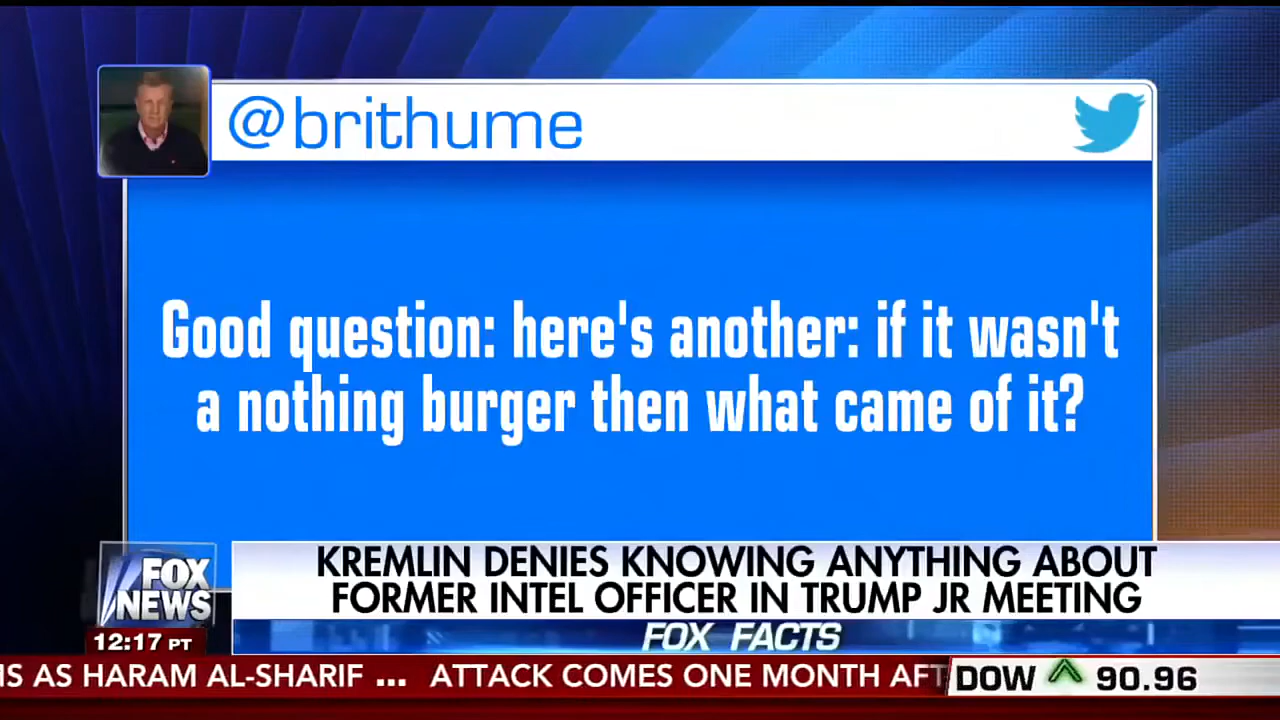 @brithume
Good question: here's another: if it wasn't
a nothing burger then what came of it?
KREMLIN DENIES KNOWING ANYTHING ABOUT
FORMER INTEL OFFICER IN TRUMP JR MEETING
FOX
NEWS
FOX FACTS
12:17 PT
MS AS HARAM AL-SHARIF ... ATTACK COMES ONE MONTH AFT
DOW 90.96